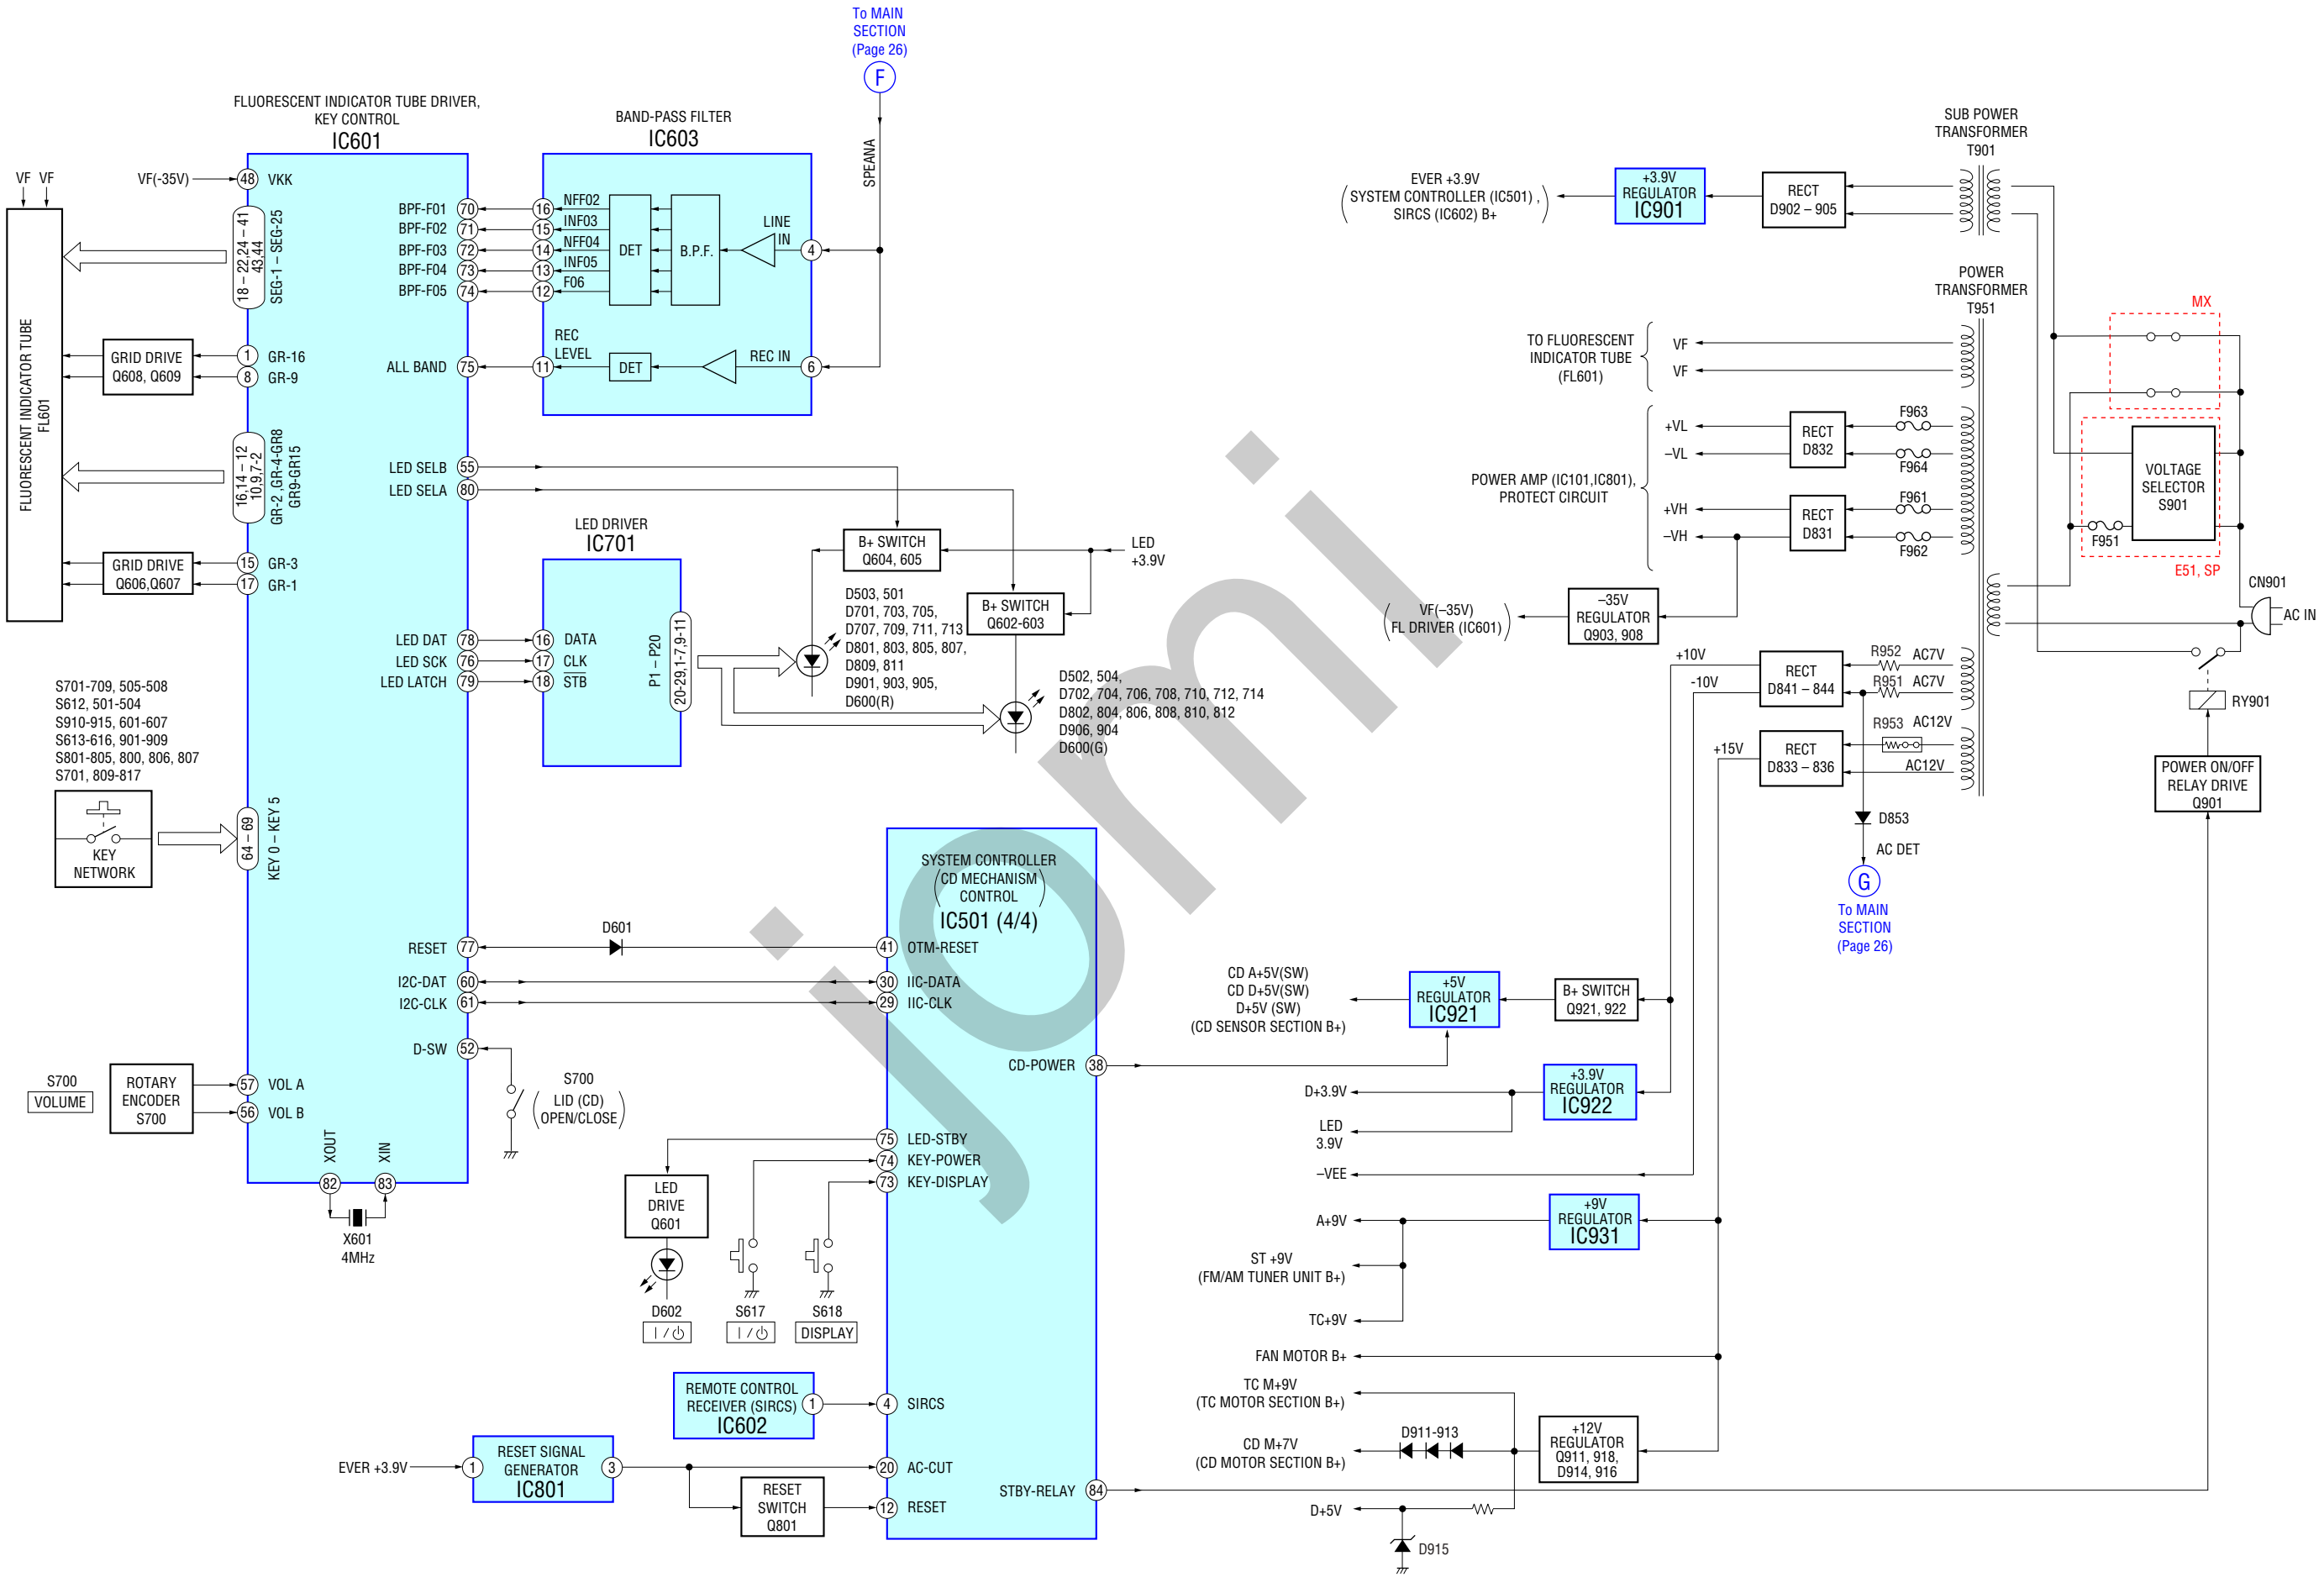 To MAIN
SECTION
(Page 26)
F
SPEANA
FLUORESCENT INDICATOR TUBE DRIVER,
KEY CONTROL
IC601
VF VF
FLUORESCENT INDICATOR TUBE
FL601
VF(-35V)
48 VKK
18 – 22,24 – 41
43,44
SEG-1 – SEG-25
GRID DRIVE
Q608, Q609
1 GR-16
8 GR-9
16,14 – 12
10,9,7-2
GR-2 ,GR-4-GR8
GR9-GR15
GRID DRIVE
Q606,Q607
15 GR-3
17 GR-1
S701-709, 505-508
S612, 501-504
S910-915, 601-607
S613-616, 901-909
S801-805, 800, 806, 807
S701, 809-817
KEY
NETWORK
64 – 69
KEY 0 – KEY 5
S700
VOLUME
ROTARY
ENCODER
S700
57 VOL A
56 VOL B
XOUT
XIN
82
83
X601
4MHz
BPF-F01 70
BPF-F02 71
BPF-F03 72
BPF-F04 73
BPF-F05 74
ALL BAND 75
LED SELB 55
LED SELA 80
LED DAT 78
LED SCK 76
LED LATCH 79
RESET 77
I2C-DAT 60
I2C-CLK 61
D-SW 52
BAND-PASS FILTER
IC603
16 NFF02
15 INF03
14 NFF04
13 INF05
12 F06
DET
B.P.F.
LINE
IN
4
REC
LEVEL
11
DET
REC IN
6
LED DRIVER
IC701
16 DATA
17 CLK
18 STB
P1 – P20
20-29,1-7,9-11
B+ SWITCH
Q604, 605
LED
+3.9V
B+ SWITCH
Q602-603
D503, 501
D701, 703, 705,
D707, 709, 711, 713
D801, 803, 805, 807,
D809, 811
D901, 903, 905,
D600(R)
D502, 504,
D702, 704, 706, 708, 710, 712, 714
D802, 804, 806, 808, 810, 812
D906, 904
D600(G)
D601
S700
LID (CD)
OPEN/CLOSE
SYSTEM CONTROLLER
(CD MECHANISM
CONTROL)
IC501 (4/4)
41 OTM-RESET
30 IIC-DATA
29 IIC-CLK
CD-POWER 38
75 LED-STBY
74 KEY-POWER
73 KEY-DISPLAY
4 SIRCS
20 AC-CUT
12 RESET
STBY-RELAY 84
LED
DRIVE
Q601
D602
I / ⏻
S617
I / ⏻
S618
DISPLAY
REMOTE CONTROL
RECEIVER (SIRCS)
IC602
1
EVER +3.9V
1
RESET SIGNAL
GENERATOR
IC801
3
RESET
SWITCH
Q801
SUB POWER
TRANSFORMER
T901
EVER +3.9V
(SYSTEM CONTROLLER (IC501) ,
SIRCS (IC602) B+)
+3.9V
REGULATOR
IC901
RECT
D902 – 905
POWER
TRANSFORMER
T951
TO FLUORESCENT
INDICATOR TUBE
(FL601)
VF
VF
POWER AMP (IC101,IC801),
PROTECT CIRCUIT
+VL
–VL
+VH
–VH
RECT
D832
F963
F964
RECT
D831
F961
F962
VF(–35V)
FL DRIVER (IC601)
–35V
REGULATOR
Q903, 908
MX
VOLTAGE
SELECTOR
S901
F951
E51, SP
CN901
AC IN
RY901
POWER ON/OFF
RELAY DRIVE
Q901
+10V
-10V
RECT
D841 – 844
R952 AC7V
R951 AC7V
+15V
RECT
D833 – 836
R953 AC12V
AC12V
D853
AC DET
G
To MAIN
SECTION
(Page 26)
CD A+5V(SW)
CD D+5V(SW)
D+5V (SW)
(CD SENSOR SECTION B+)
+5V
REGULATOR
IC921
B+ SWITCH
Q921, 922
D+3.9V
LED
3.9V
+3.9V
REGULATOR
IC922
–VEE
A+9V
+9V
REGULATOR
IC931
ST +9V
(FM/AM TUNER UNIT B+)
TC+9V
FAN MOTOR B+
TC M+9V
(TC MOTOR SECTION B+)
CD M+7V
(CD MOTOR SECTION B+)
D911-913
+12V
REGULATOR
Q911, 918,
D914, 916
D+5V
D915
jomi